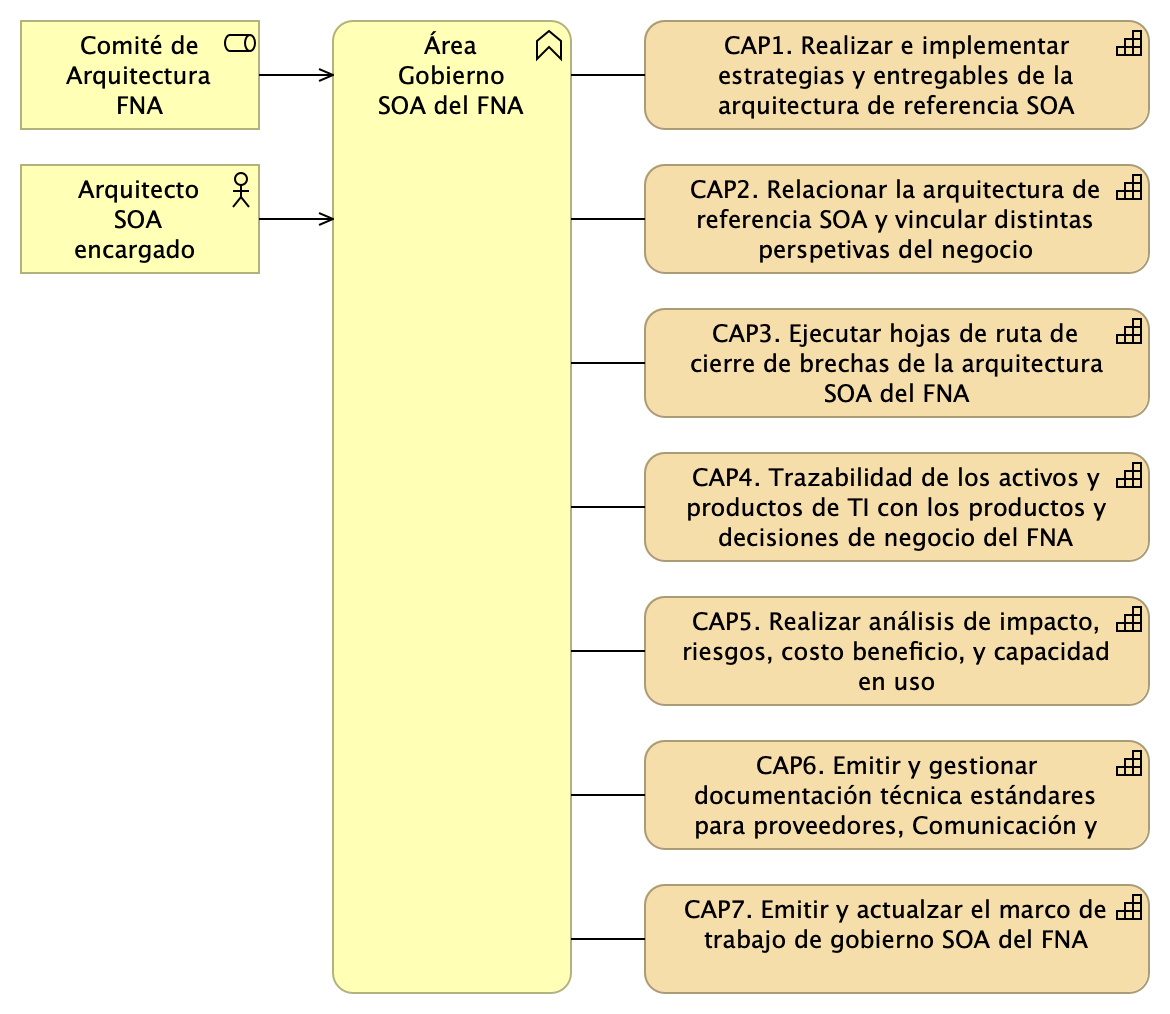 Comité de
Arquitectura
FNA
Arquitecto
SOA
encargado
Área
Gobierno
SOA del FNA
CAP1. Realizar e implementar
estrategias y entregables de la
arquitectura de referencia SOA
CAP2. Relacionar la arquitectura de
referencia SOA y vincular distintas
perspetivas del negocio
CAP3. Ejecutar hojas de ruta de
cierre de brechas de la arquitectura
SOA del FNA
CAP4. Trazabilidad de los activos y
productos de TI con los productos y
decisiones de negocio del FNA
CAP5. Realizar análisis de impacto,
riesgos, costo beneficio, y capacidad
en uso
CAP6. Emitir y gestionar
documentación técnica estándares
para proveedores, Comunicación y
CAP7. Emitir y actualzar el marco de
trabajo de gobierno SOA del FNA